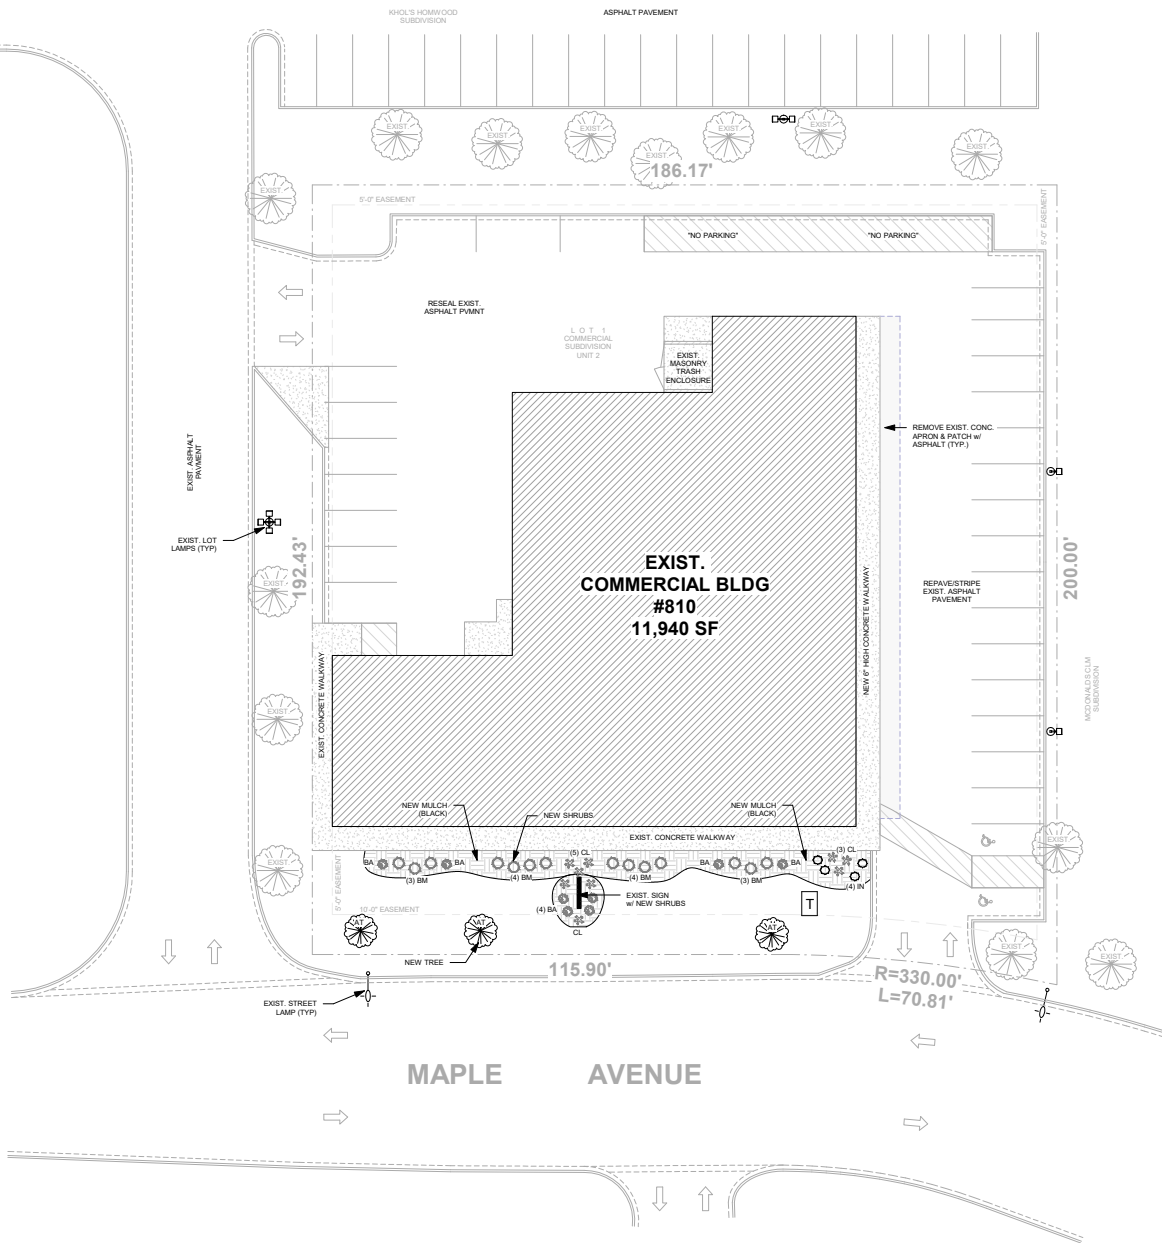 KHOL'S HOMWOOD
SUBDIVISION
ASPHALT PAVEMENT
EXIST.
EXIST.
EXIST.
EXIST.
EXIST.
EXIST.
EXIST.
EXIST.
186.17'
5'-0" EASEMENT
5'-0" EASEMENT
"NO PARKING"
"NO PARKING"
RESEAL EXIST.
ASPHALT PVMNT
LOT 1
COMMERCIAL
SUBDIVISION
UNIT 2
EXIST.
MASONRY
TRASH
ENCLOSURE
REMOVE EXIST. CONC.
APRON & PATCH w/
ASPHALT (TYP.)
EXIST. ASPHALT
PAVMENT
EXIST. LOT
LAMPS (TYP)
192.43'
EXIST.
EXIST.
COMMERCIAL BLDG
#810
11,940 SF
NEW 6" HIGH CONCRETE WALKWAY
REPAVE/STRIPE
EXIST. ASPHALT
PAVEMENT
200.00'
MCDONALDS CLM
SUBDIVISION
EXIST. CONCRETE WALKWAY
EXIST.
NEW MULCH
(BLACK)
NEW SHRUBS
NEW MULCH
(BLACK)
EXIST. CONCRETE WALKWAY
EXIST.
EXIST.
5'-0" EASEMENT
BA
(3) BM
BA
(4) BM
(5) CL
(4) BM
BA
(3) BM
BA
(3) CL
(4) IN
EXIST. SIGN
w/ NEW SHRUBS
(4) BA
CL
T
10'-0" EASEMENT
AT
AT
AT
NEW TREE
EXIST.
EXIST.
115.90'
R=330.00'
L=70.81'
EXIST. STREET
LAMP (TYP)
MAPLE AVENUE